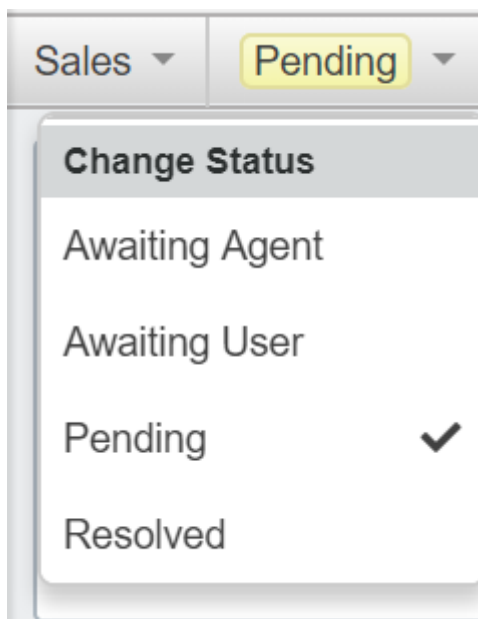 Sales Pending
Change Status
Awaiting Agent
Awaiting User
Pending
Resolved